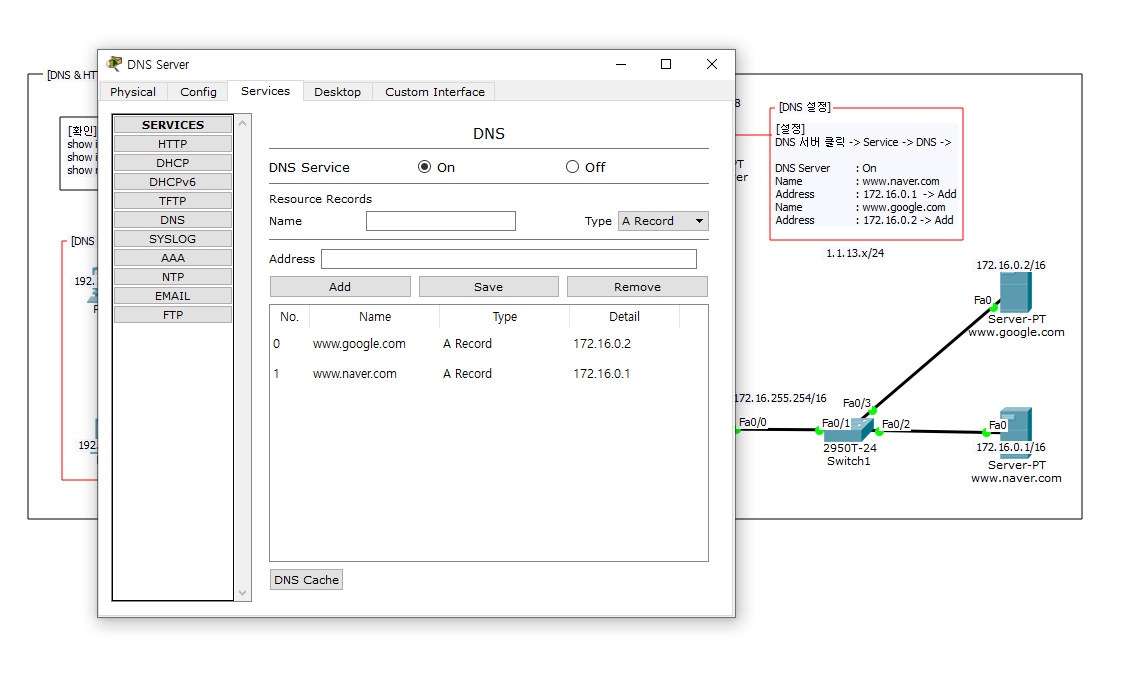 [DNS & HT
DNS Server
Physical
Config
Services
Desktop
Custom Interface
[확인]
show i
show i
show r
[DNS
192.
192.
SERVICES
HTTP
DHCP
DHCPv6
TFTP
DNS
SYSLOG
AAA
NTP
EMAIL
FTP
DNS
DNS Service On Off
Resource Records
Name Type A Record
Address
Add Save Remove
No. Name Type Detail
0 www.google.com A Record 172.16.0.2
1 www.naver.com A Record 172.16.0.1
DNS Cache
[DNS 설정]
[설정]
DNS 서버 클릭 -> Service -> DNS ->
DNS Server : On
Name : www.naver.com
Address : 172.16.0.1 -> Add
Name : www.google.com
Address : 172.16.0.2 -> Add
1.1.13.x/24
172.16.0.2/16
Fa0
Server-PT
www.google.com
172.16.255.254/16
Fa0/3
Fa0/0
Fa0/1
Fa0/2
Fa0
2950T-24
Switch1
172.16.0.1/16
Server-PT
www.naver.com